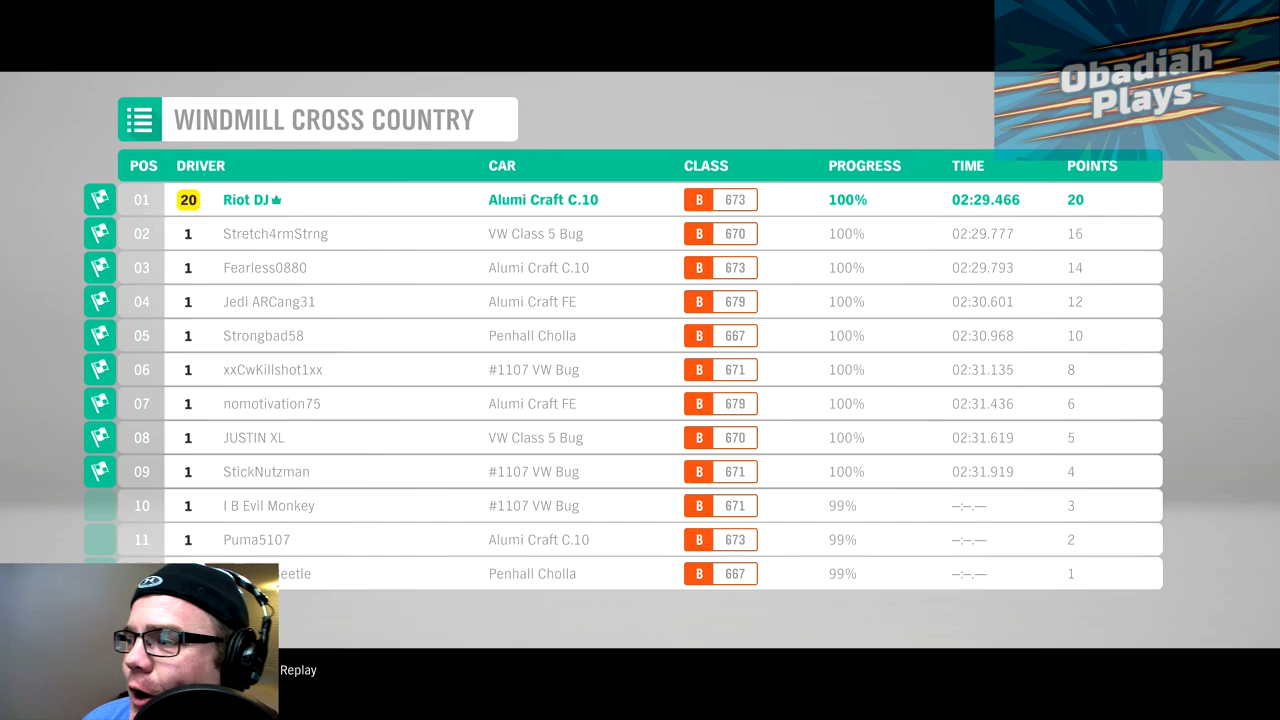 Obadiah
Plays
WINDMILL CROSS COUNTRY
POS DRIVER CAR CLASS PROGRESS TIME POINTS
01 20 Riot DJ Alumi Craft C.10 B 673 100% 02:29.466 20
02 1 Stretch4rmStrng VW Class 5 Bug B 670 100% 02:29.777 16
03 1 Fearless0880 Alumi Craft C.10 B 673 100% 02:29.793 14
04 1 Jedi ARCang31 Alumi Craft FE B 679 100% 02:30.601 12
05 1 Strongbad58 Penhall Cholla B 667 100% 02:30.968 10
06 1 xxCwKillshot1xx #1107 VW Bug B 671 100% 02:31.135 8
07 1 nomotivation75 Alumi Craft FE B 679 100% 02:31.436 6
08 1 JUSTIN XL VW Class 5 Bug B 670 100% 02:31.619 5
09 1 StickNutzman #1107 VW Bug B 671 100% 02:31.919 4
10 1 I B Evil Monkey #1107 VW Bug B 671 99% --:--.--- 3
11 1 Puma5107 Alumi Craft C.10 B 673 99% --:--.--- 2
eetle Penhall Cholla B 667 99% --:--.--- 1
Replay